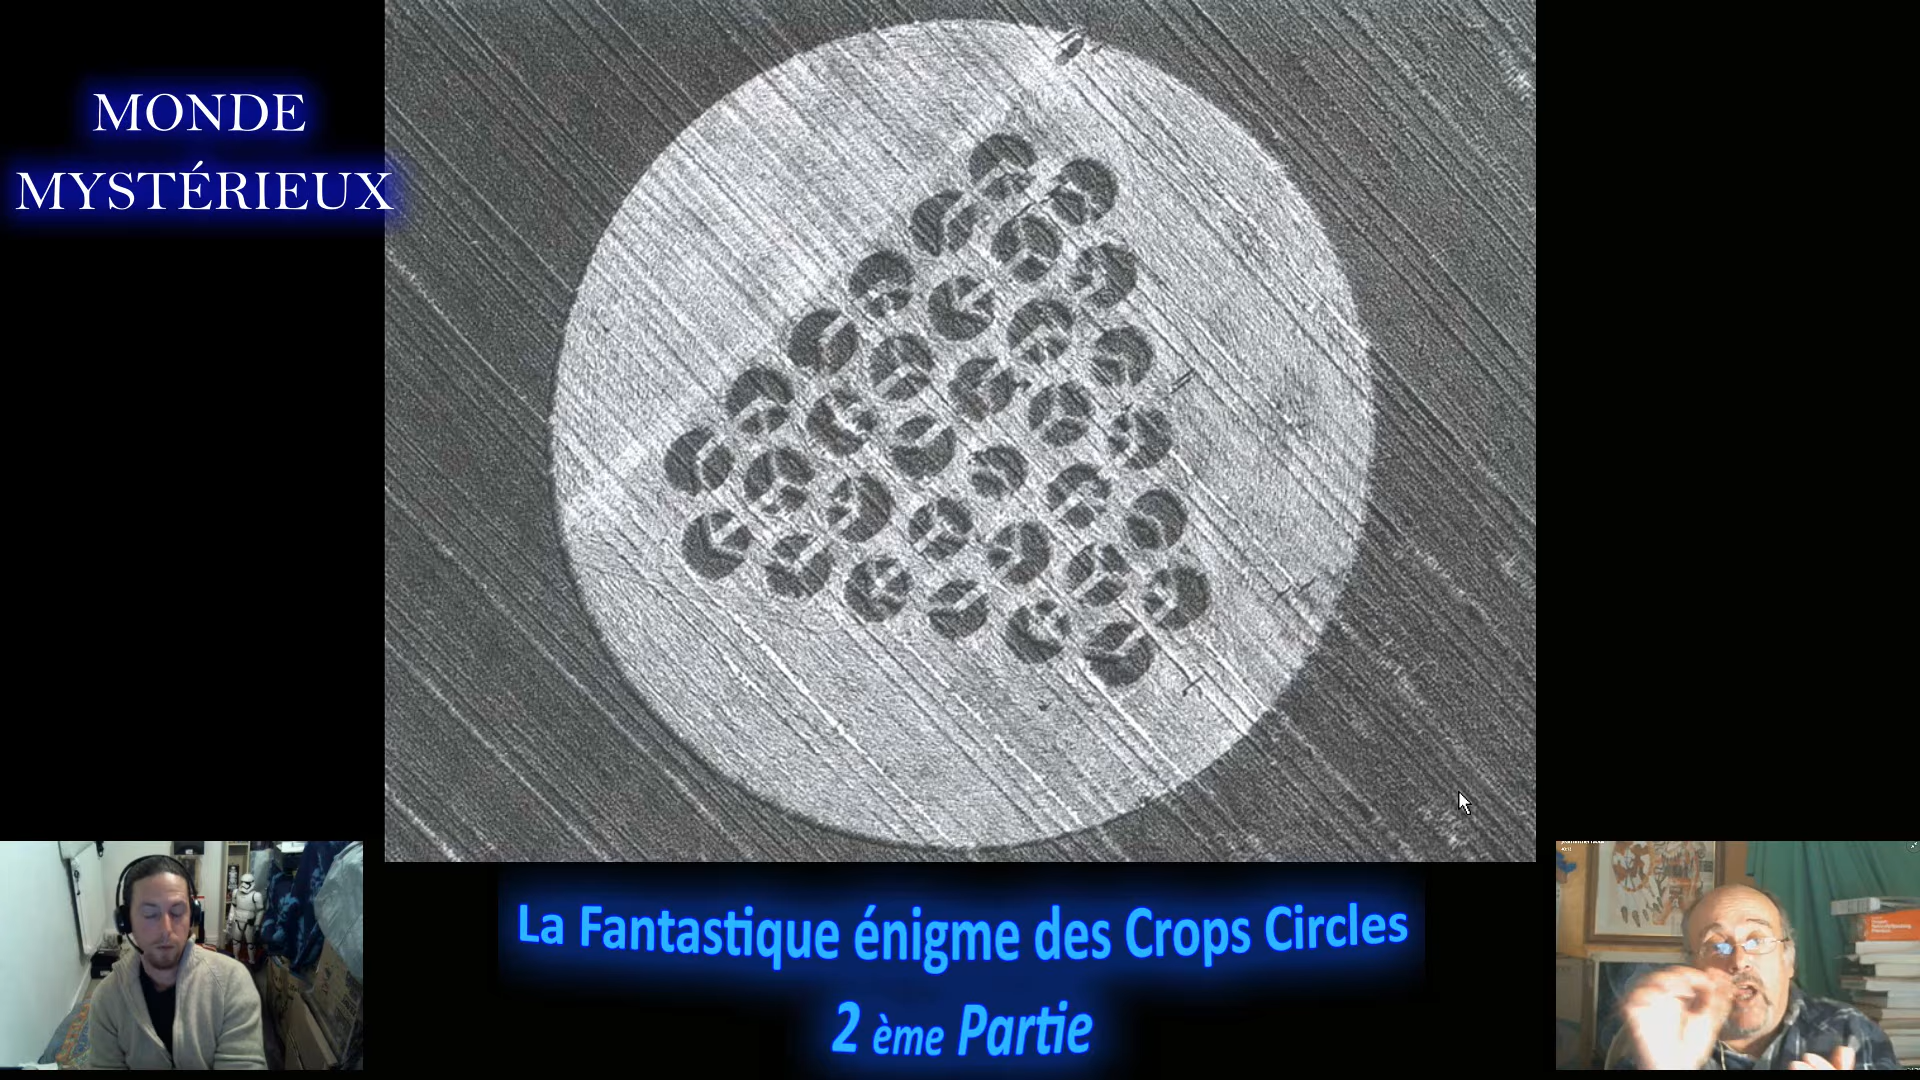 MONDE
MYSTÉRIEUX
La Fantastique énigme des Crops Circles
2 ème Partie